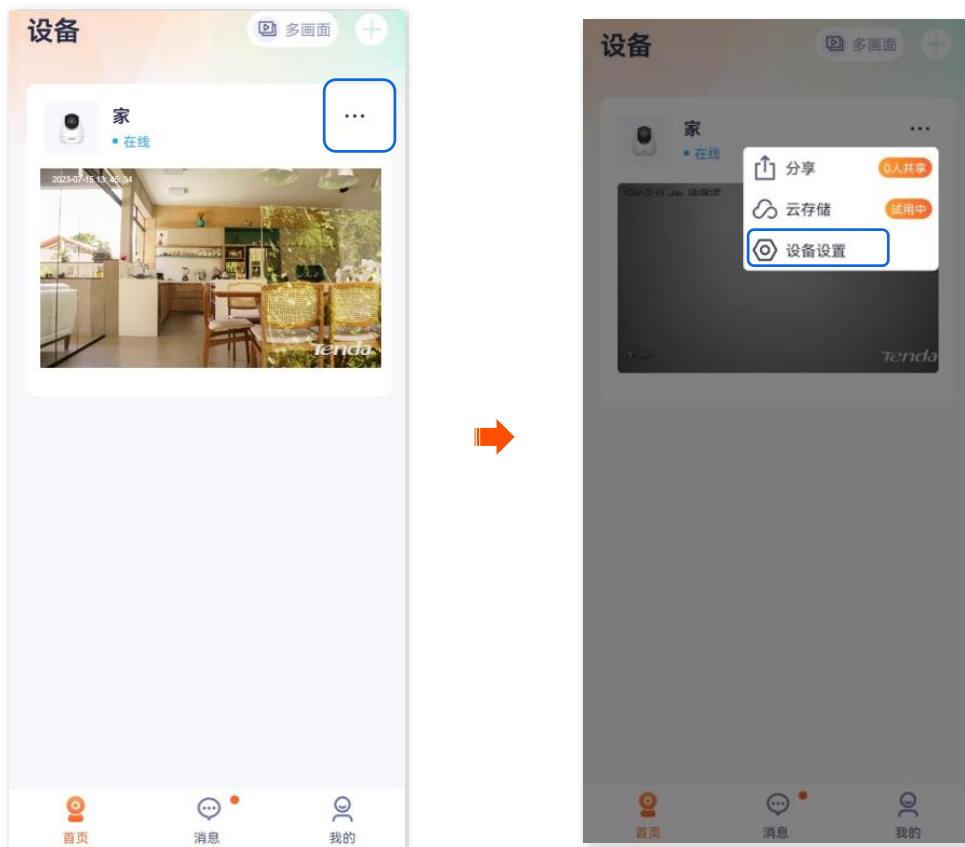 设备
多画面
家
在线
2023-07-15 13:45:34
Tenda
首页
消息
我的
设备
多画面
家
在线
分享
0人共享
云存储
试用中
设备设置
Tenda
首页
消息
我的